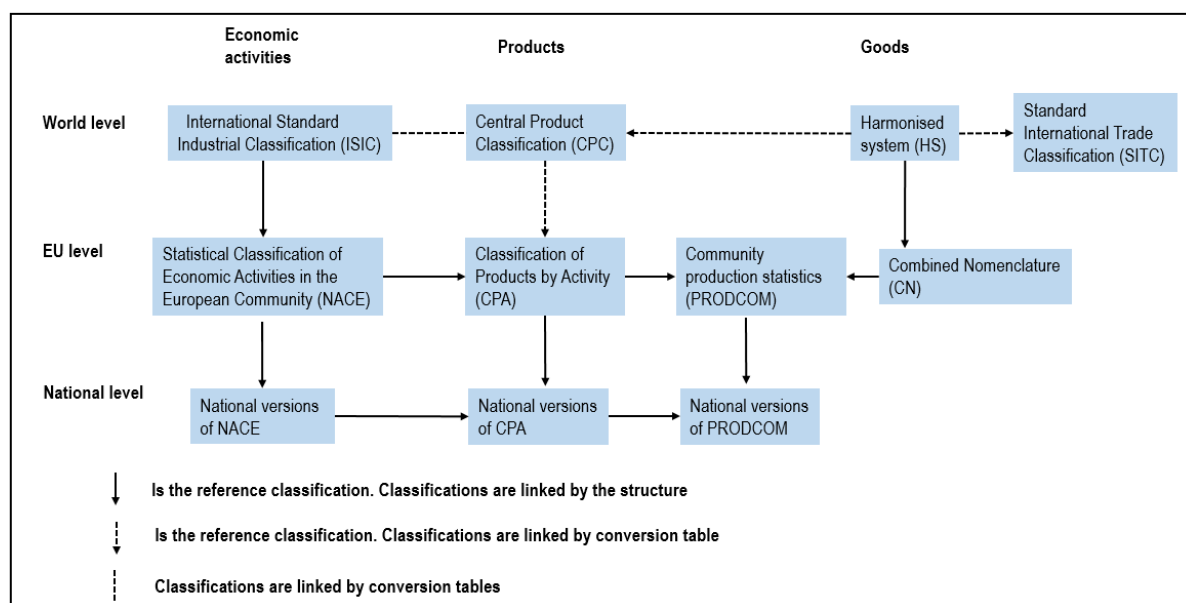 Economic
activities
Products
Goods
World level
International Standard
Industrial Classification (ISIC)
Central Product
Classification (CPC)
Harmonised
system (HS)
Standard
International Trade
Classification (SITC)
EU level
Statistical Classification of
Economic Activities in the
European Community (NACE)
Classification of
Products by Activity
(CPA)
Community
production statistics
(PRODCOM)
Combined Nomenclature
(CN)
National level
National versions
of NACE
National versions
of CPA
National versions
of PRODCOM
Is the reference classification. Classifications are linked by the structure
Is the reference classification. Classifications are linked by conversion table
Classifications are linked by conversion tables